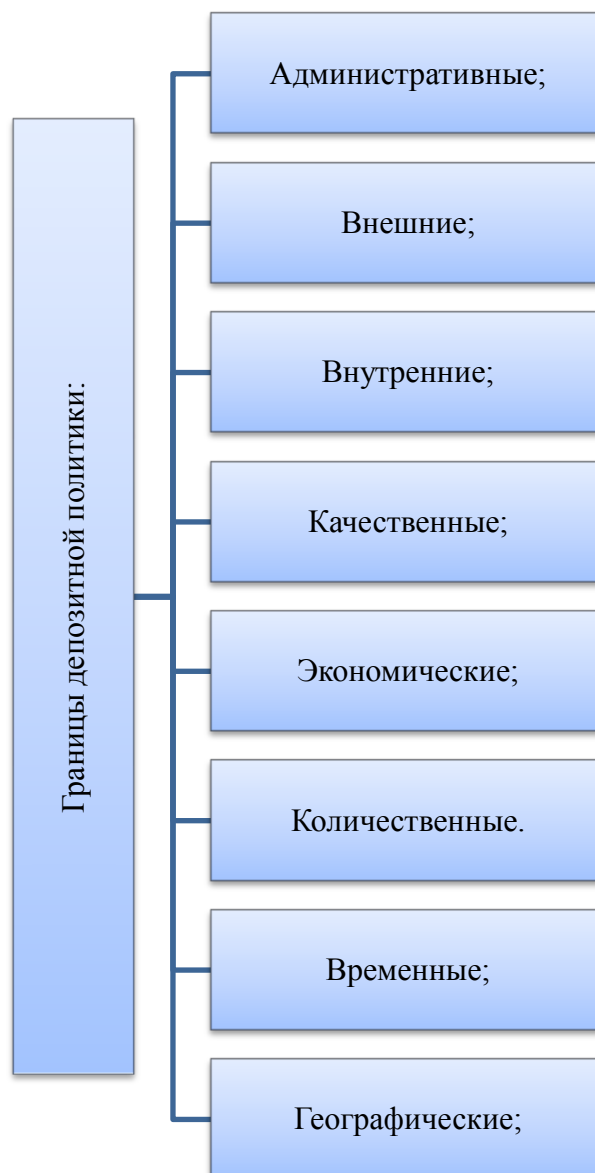 Границы депозитной политики:
Административные;
Внешние;
Внутренние;
Качественные;
Экономические;
Количественные.
Временные;
Географические;